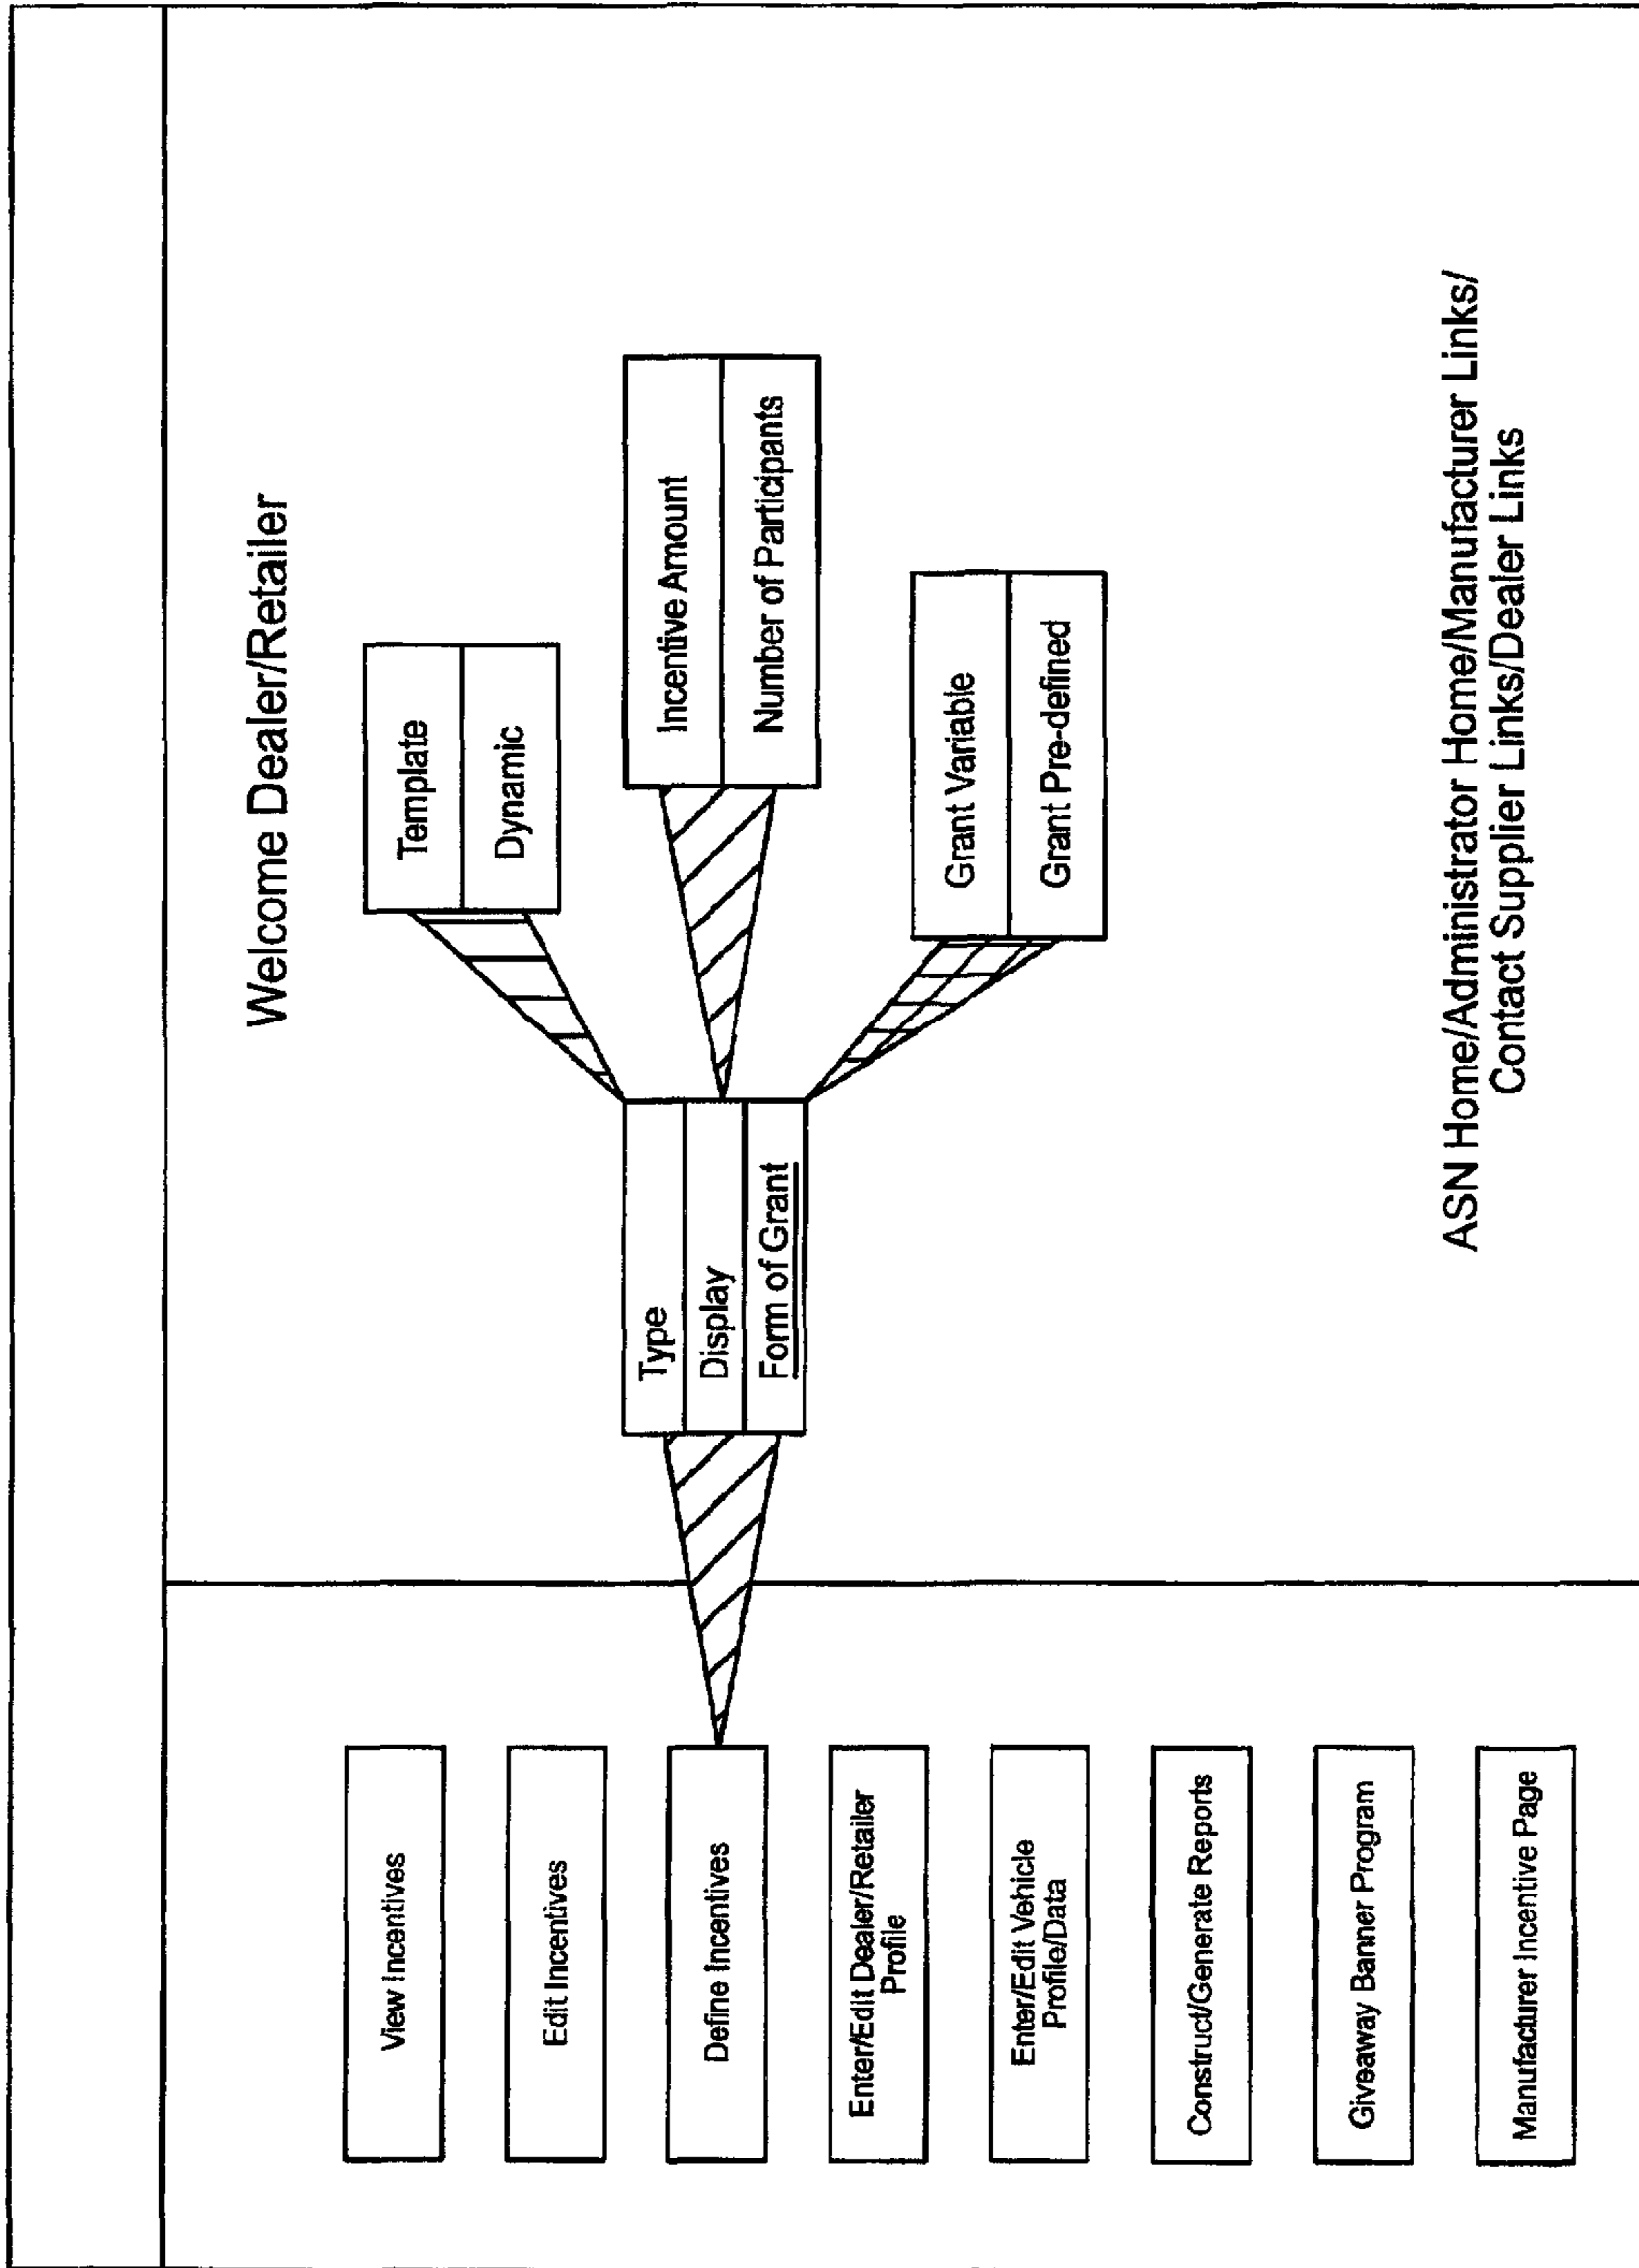 Welcome Dealer/Retailer
View Incentives
Edit Incentives
Define Incentives
Enter/Edit Dealer/Retailer
Profile
Enter/Edit Vehicle
Profile/Data
Construct/Generate Reports
Giveaway Banner Program
Manufacturer Incentive Page
Type
Display
Form of Grant
Template
Dynamic
Incentive Amount
Number of Participants
Grant Variable
Grant Pre-defined
ASN Home/Administrator Home/Manufacturer Links/
Contact Supplier Links/Dealer Links